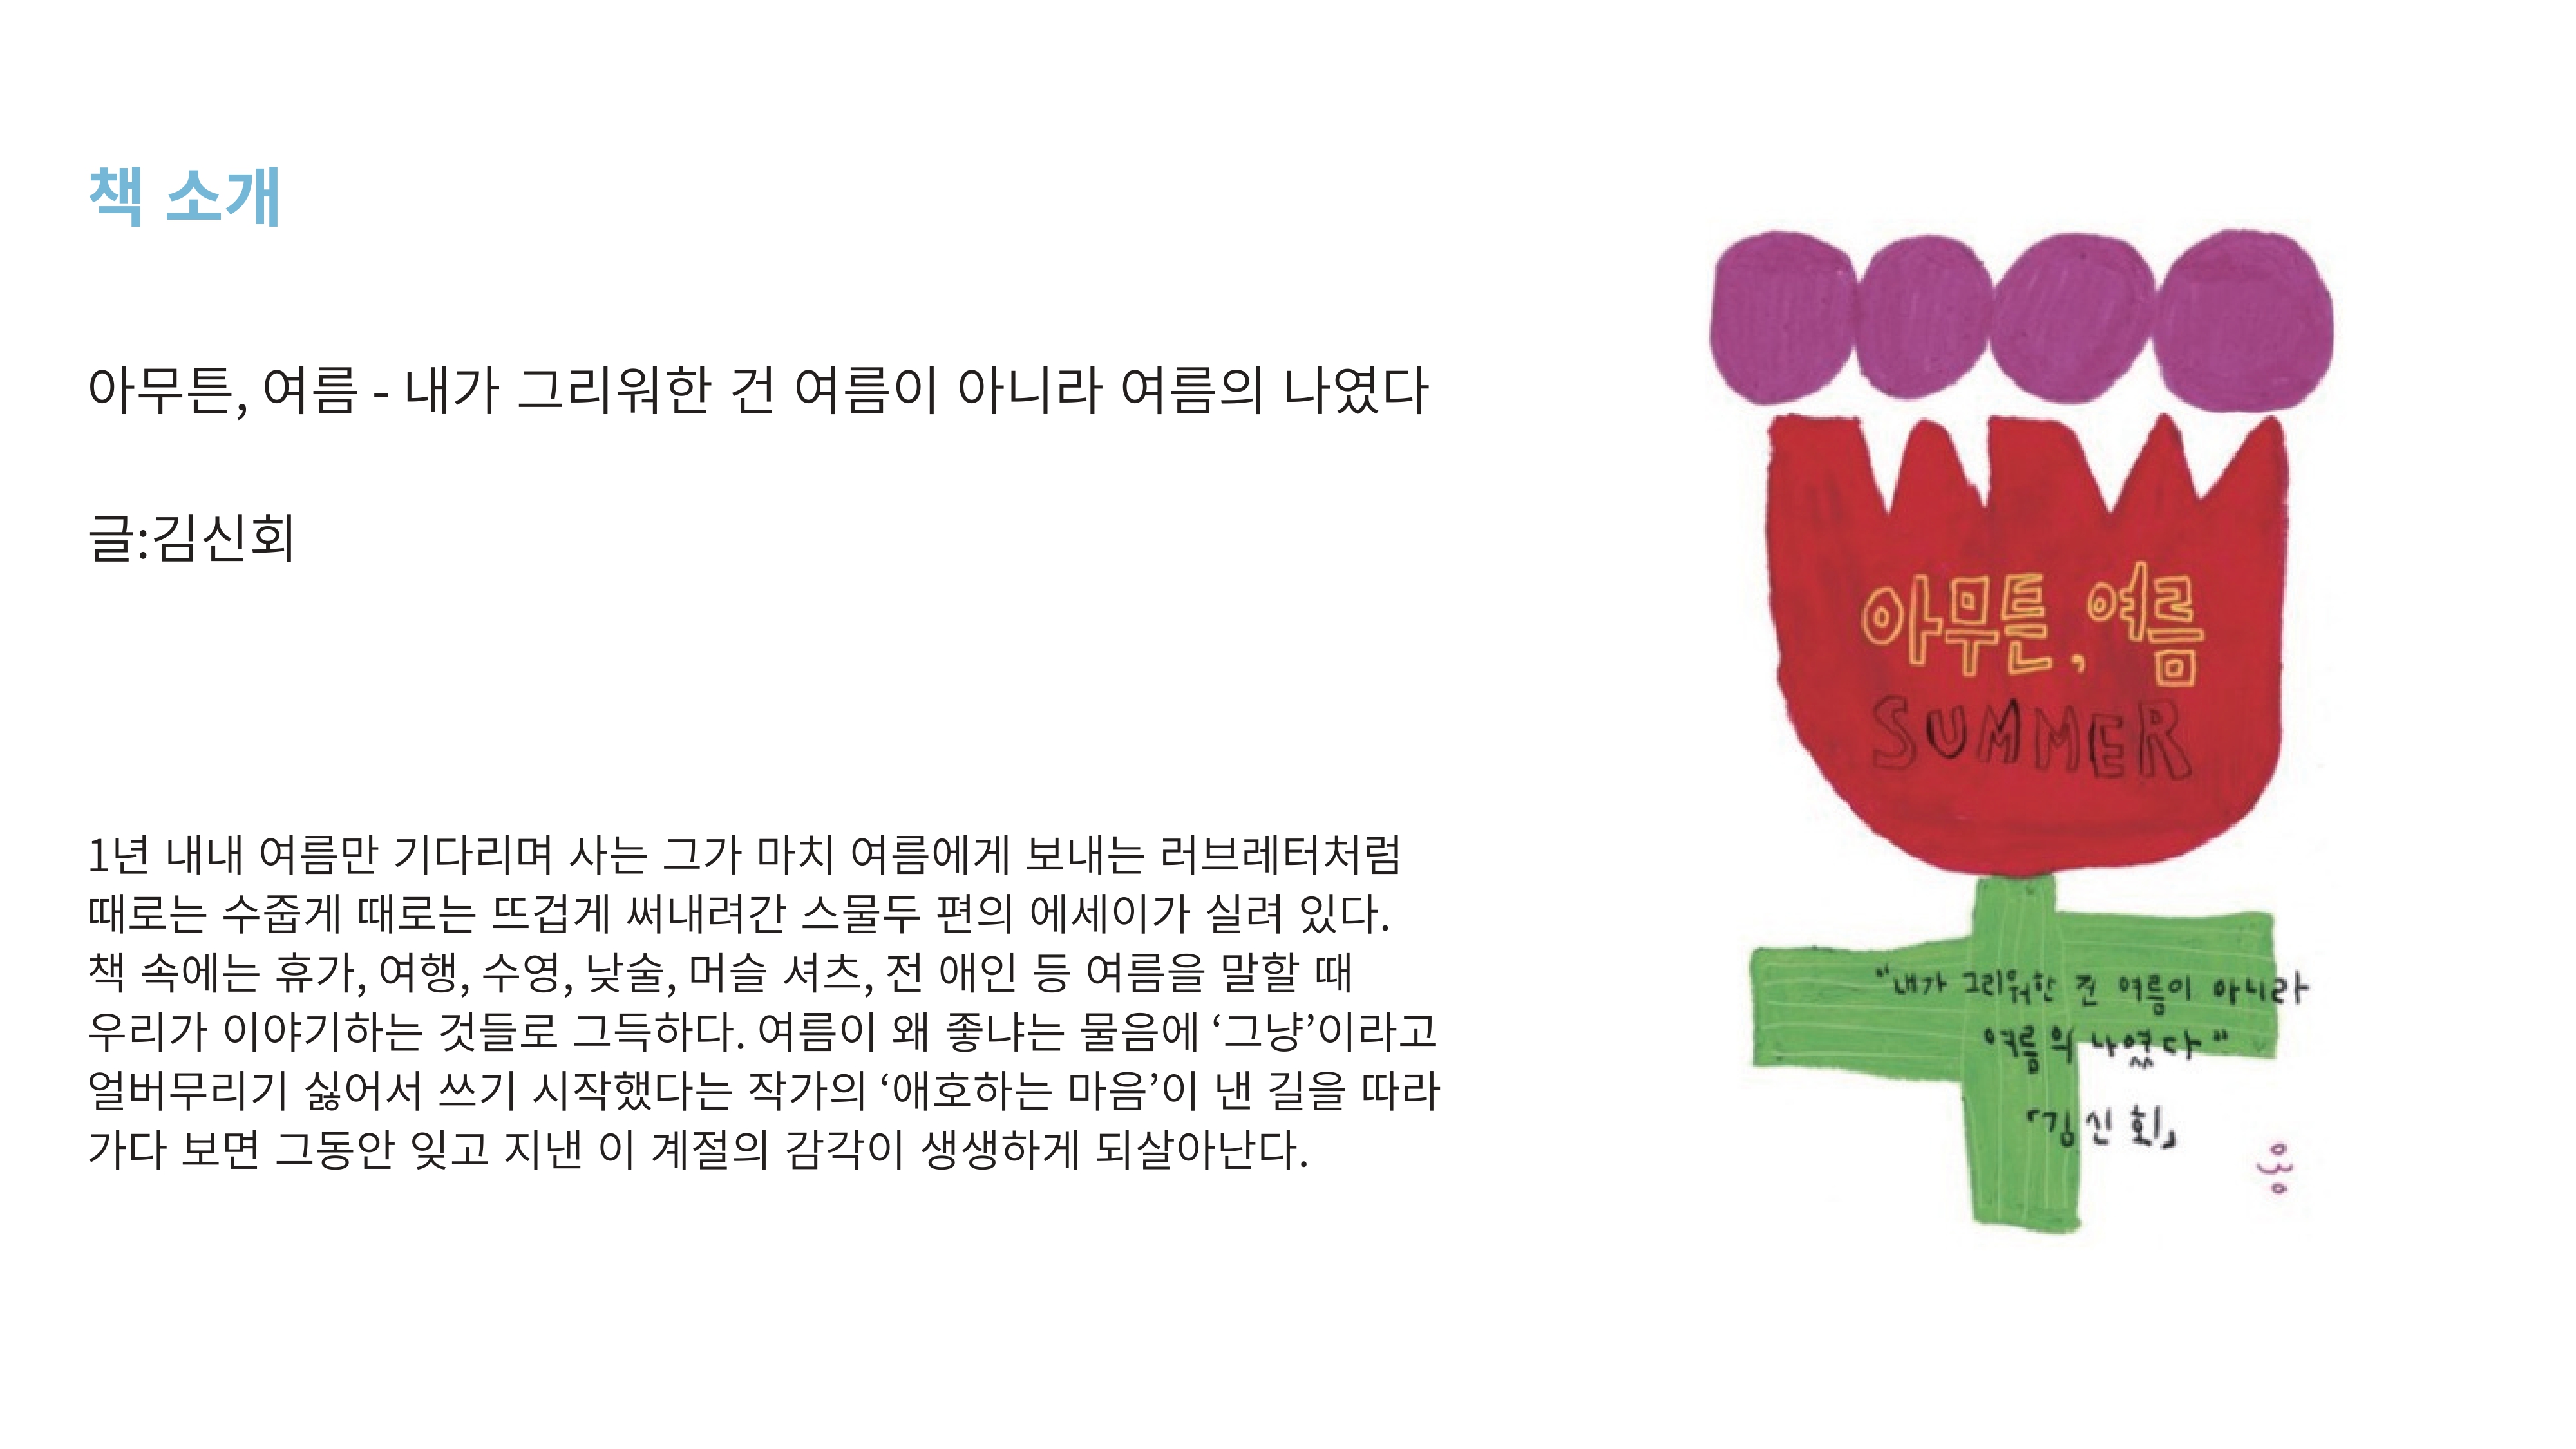 책 소개
아무튼, 여름 - 내가 그리워한 건 여름이 아니라 여름의 나였다
글:김신회
1년 내내 여름만 기다리며 사는 그가 마치 여름에게 보내는 러브레터처럼
때로는 수줍게 때로는 뜨겁게 써내려간 스물두 편의 에세이가 실려 있다.
책 속에는 휴가, 여행, 수영, 낮술, 머슬 셔츠, 전 애인 등 여름을 말할 때
우리가 이야기하는 것들로 그득하다. 여름이 왜 좋냐는 물음에 ‘그냥’이라고
얼버무리기 싫어서 쓰기 시작했다는 작가의 ‘애호하는 마음’이 낸 길을 따라
가다 보면 그동안 잊고 지낸 이 계절의 감각이 생생하게 되살아난다.
아무튼, 여름
SUMMER
“내가 그리워한 건 여름이 아니라
여름의 나였다”
「김신회」
030